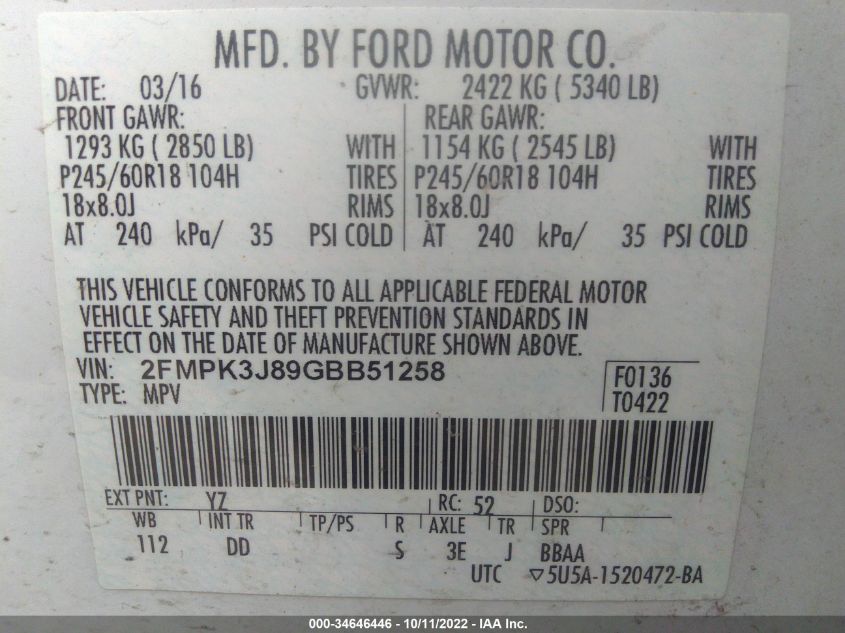 MFD. BY FORD MOTOR CO.
DATE: 03/16 GVWR: 2422 KG ( 5340 LB)
FRONT GAWR: REAR GAWR:
1293 KG ( 2850 LB) WITH 1154 KG ( 2545 LB) WITH
P245/60R18 104H TIRES P245/60R18 104H TIRES
18x8.0J RIMS 18x8.0J RIMS
AT 240 kPa/ 35 PSI COLD AT 240 kPa/ 35 PSI COLD
THIS VEHICLE CONFORMS TO ALL APPLICABLE FEDERAL MOTOR
VEHICLE SAFETY AND THEFT PREVENTION STANDARDS IN
EFFECT ON THE DATE OF MANUFACTURE SHOWN ABOVE.
VIN: 2FMPK3J89GBB51258 F0136
TYPE: MPV T0422
EXT PNT: YZ RC: 52 DSO:
WB INT TR TP/PS R AXLE TR SPR
112 DD S 3E J BBAA
UTC ▽5U5A-1520472-BA
000-34646446 - 10/11/2022 - IAA Inc.